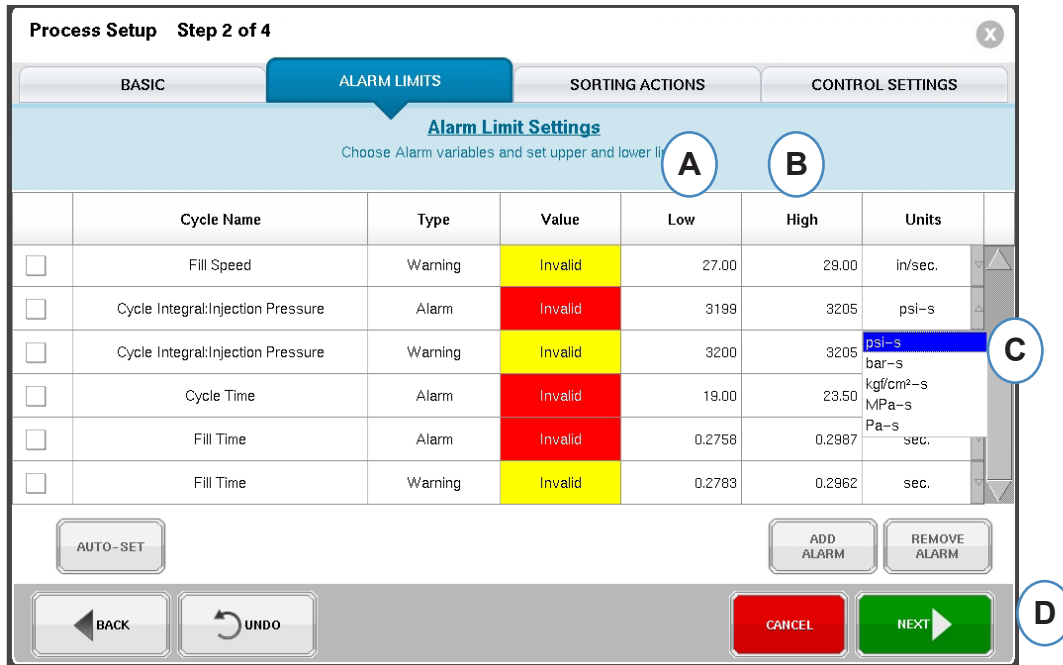 Process Setup Step 2 of 4
X
BASIC ALARM LIMITS SORTING ACTIONS CONTROL SETTINGS
Alarm Limit Settings
Choose Alarm variables and set upper and lower
A B
Cycle Name Type Value Low High Units
Fill Speed Warning Invalid 27.00 29.00 in/sec.
Cycle Integral:Injection Pressure Alarm Invalid 3199 3205 psi-s
Cycle Integral:Injection Pressure Warning Invalid 3200 3205
psi-s
bar-s
kgf/cm²-s
MPa-s
Pa-s
C
Cycle Time Alarm Invalid 19.00 23.50
Fill Time Alarm Invalid 0.2758 0.2987 sec.
Fill Time Warning Invalid 0.2783 0.2962 sec.
AUTO-SET
ADD ALARM
REMOVE ALARM
BACK UNDO CANCEL NEXT
D